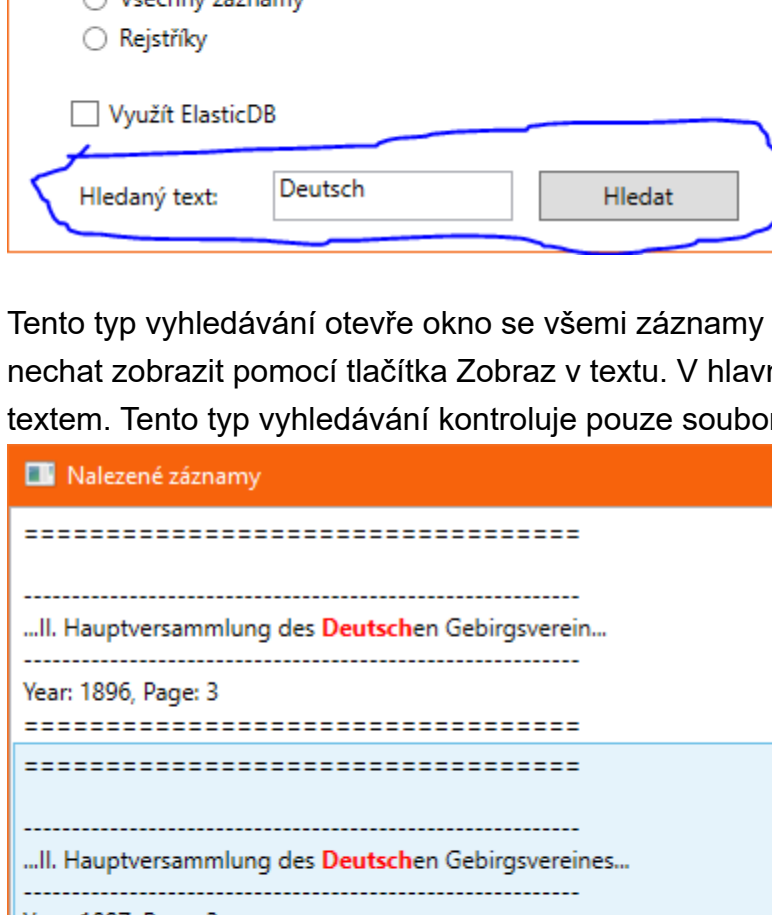 Všechny záznamy
Rejstříky
Využít ElasticDB
Hledaný text:
Deutsch
Hledat
Tento typ vyhledávání otevře okno se všemi záznamy
nechat zobrazit pomocí tlačítka Zobraz v textu. V hlavn
textem. Tento typ vyhledávání kontroluje pouze soubor
Nalezené záznamy
==================================
----------------------------------------------------------
...II. Hauptversammlung des Deutschen Gebirgsverein...
----------------------------------------------------------
Year: 1896, Page: 3
==================================
==================================
----------------------------------------------------------
...II. Hauptversammlung des Deutschen Gebirgsvereines...
----------------------------------------------------------